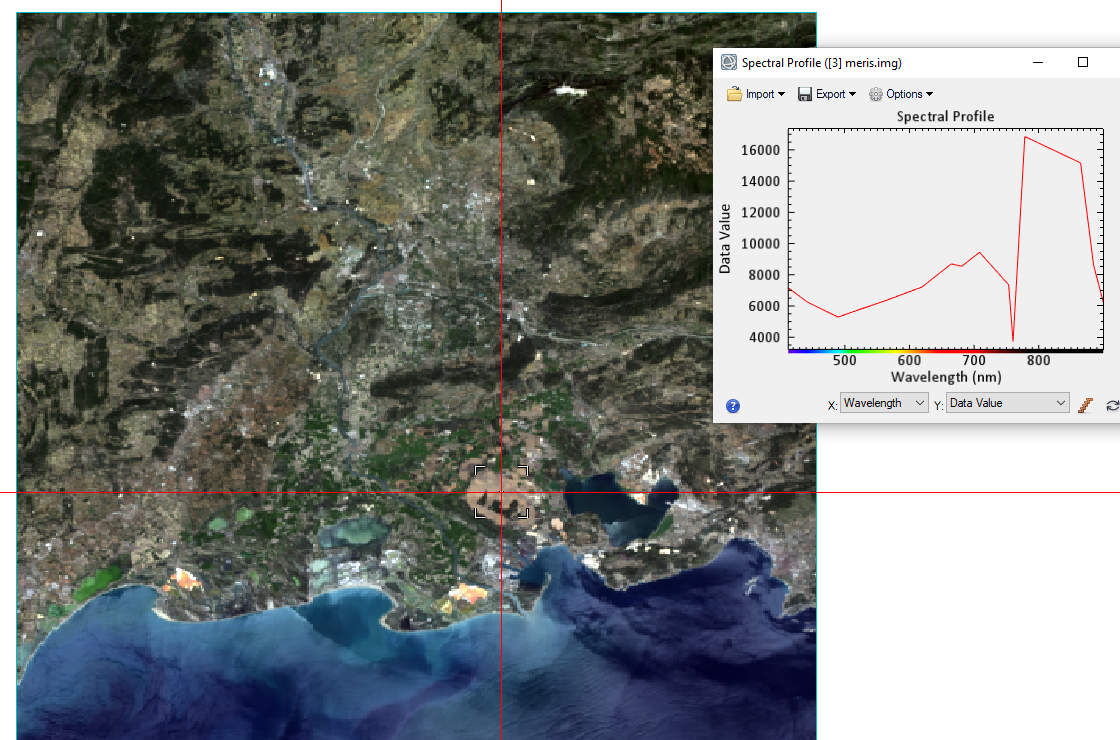 Spectral Profile ([3] meris.img)
Import Export Options
Spectral Profile
16000
14000
12000
10000
8000
6000
4000
Data Value
500 600 700 800
Wavelength (nm)
? X: Wavelength Y: Data Value